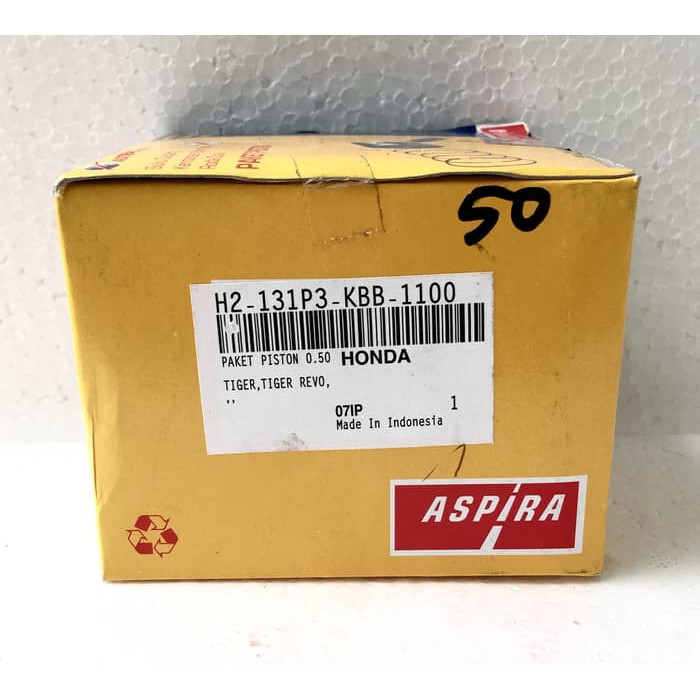 50
H2-131P3-KBB-1100
PAKET PISTON 0.50 HONDA
TIGER,TIGER REVO,
,,
07IP 1
Made In Indonesia
ASPIRA